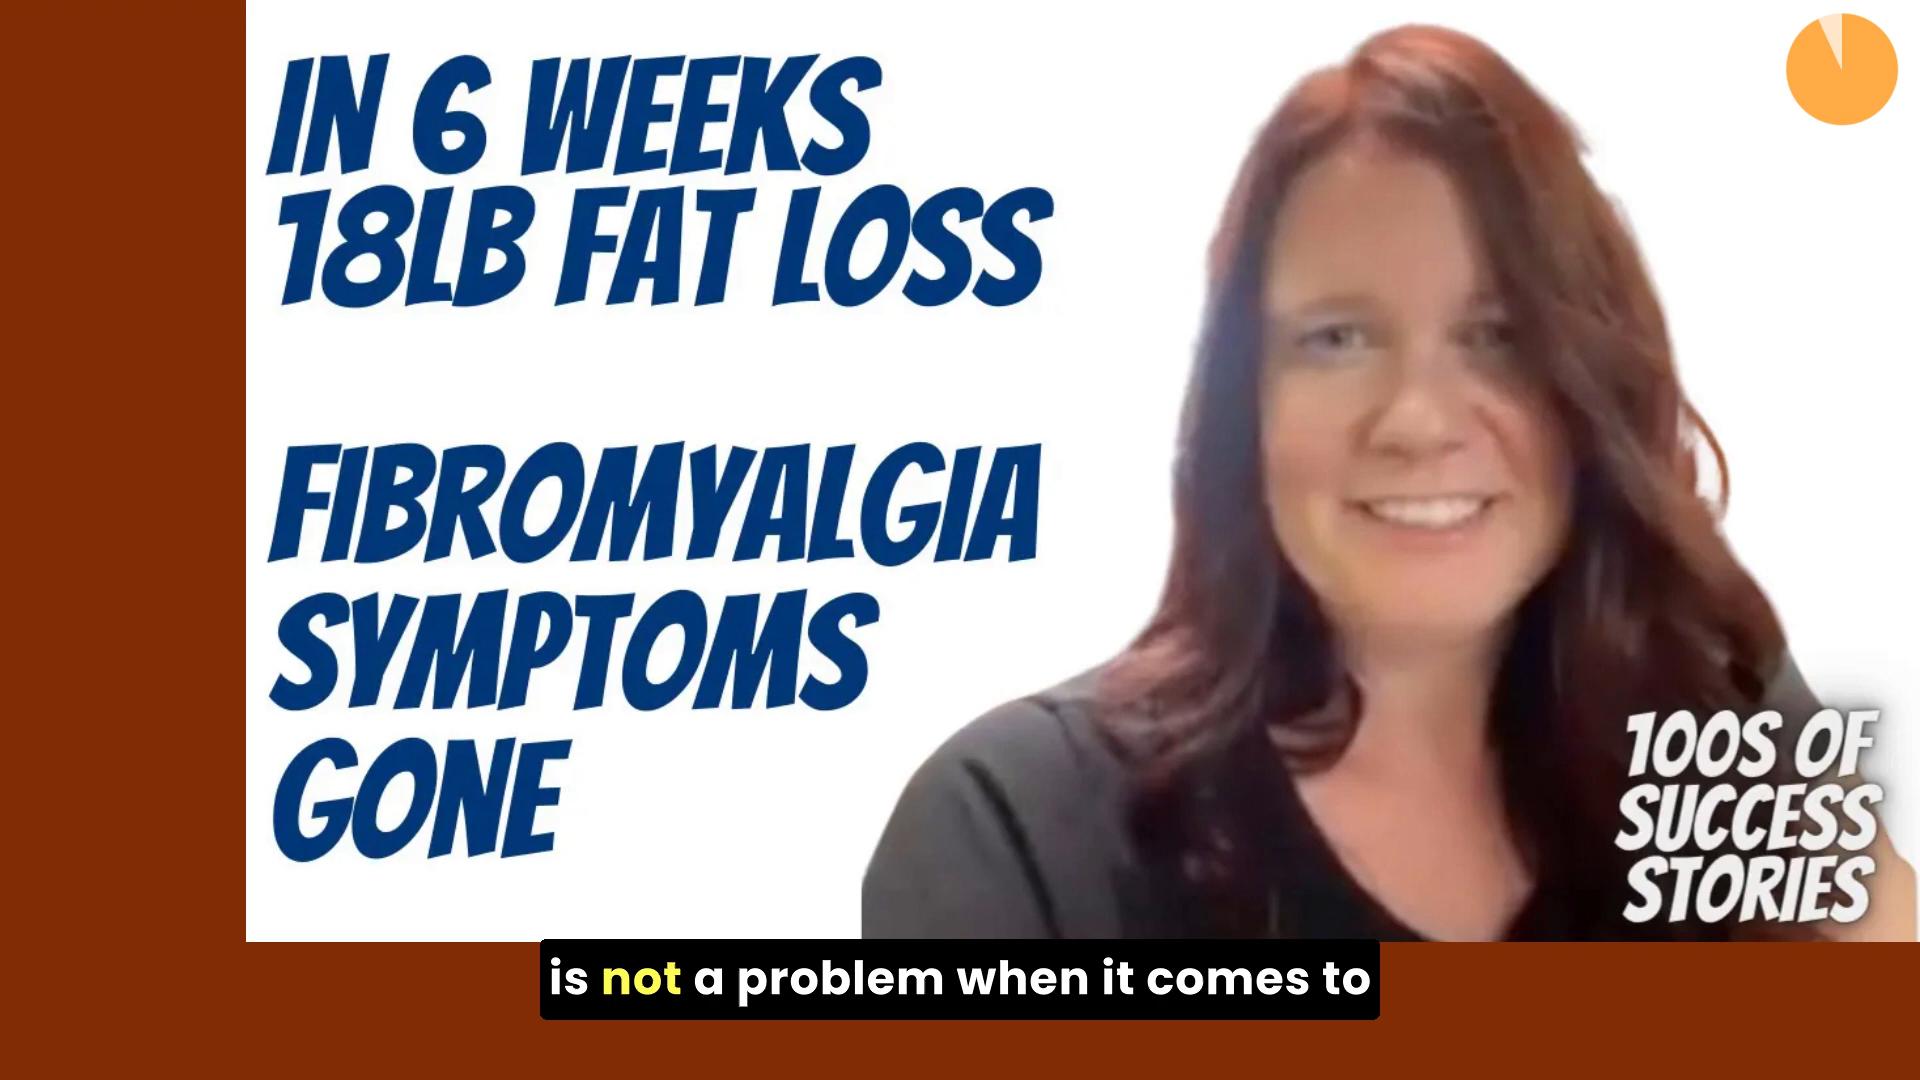 IN 6 WEEKS
18LB FAT LOSS
FIBROMYALGIA
SYMPTOMS
GONE
100S OF
SUCCESS
STORIES
is not a problem when it comes to